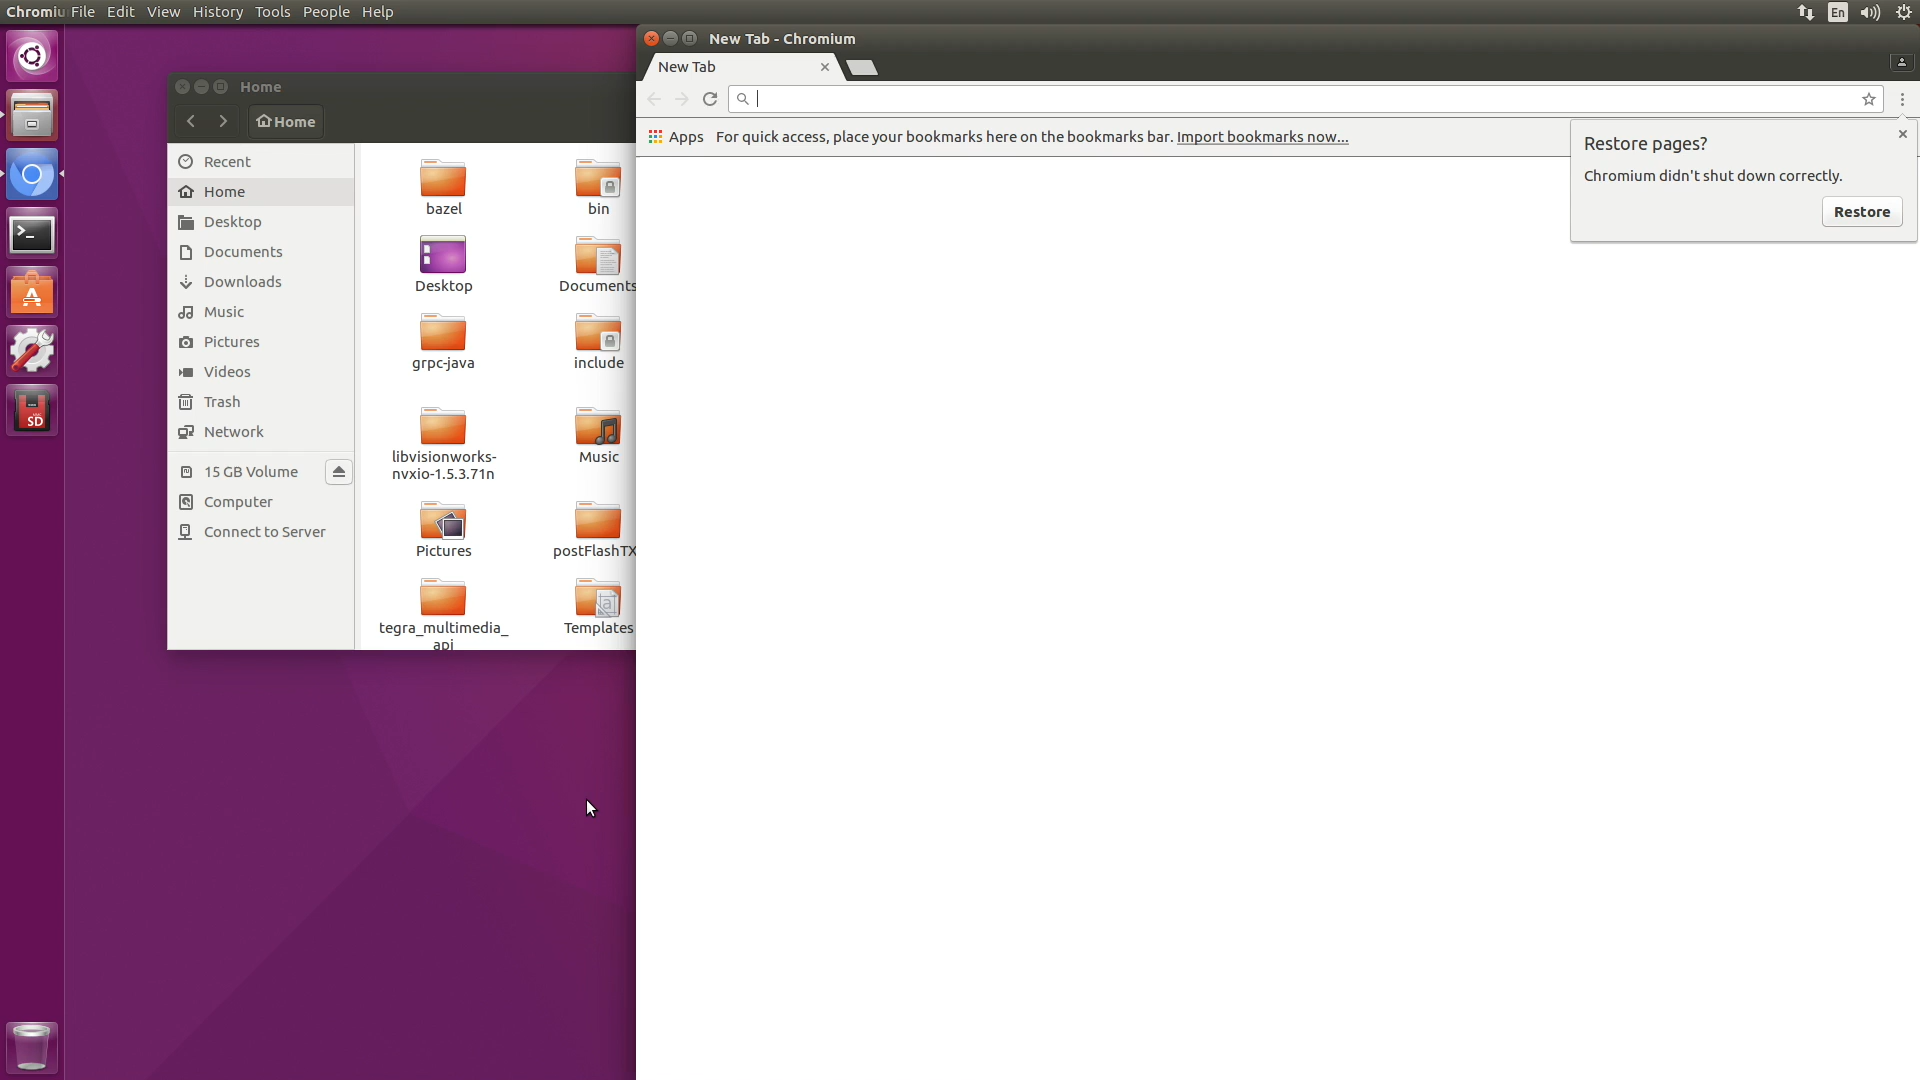 Chromiu File Edit View History Tools People Help
En
Home
Home
Recent
Home
Desktop
Documents
Downloads
Music
Pictures
Videos
Trash
Network
15 GB Volume
Computer
Connect to Server
bazel
bin
Desktop
Documents
grpc-java
include
libvisionworks-
nvxio-1.5.3.71n
Music
Pictures
postFlashTX
tegra_multimedia_
api
Templates
SD
New Tab - Chromium
New Tab
Apps For quick access, place your bookmarks here on the bookmarks bar. Import bookmarks now...
Restore pages?
Chromium didn't shut down correctly.
Restore